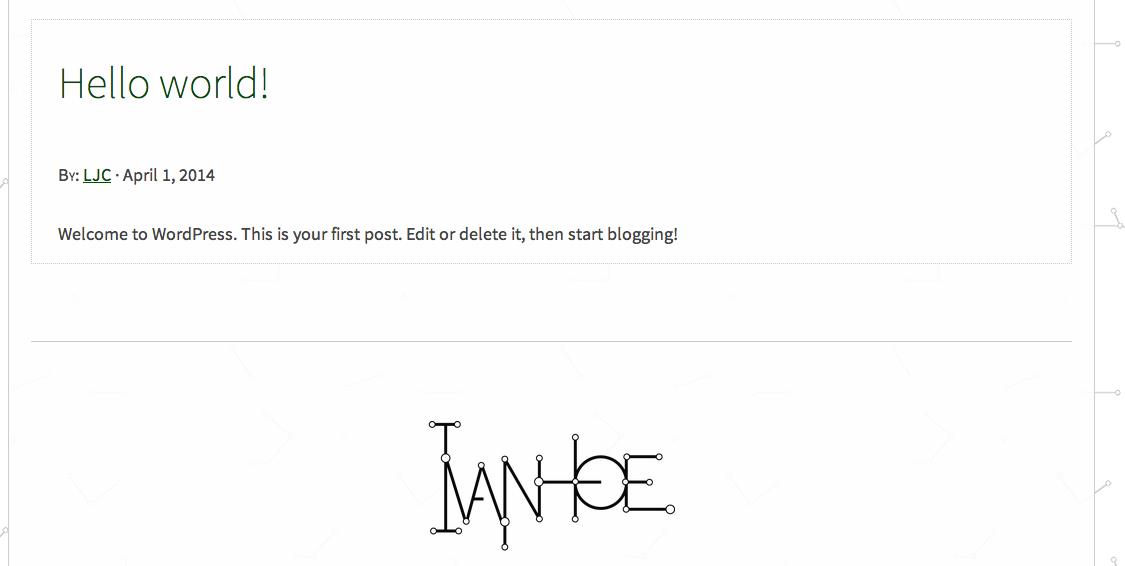 Hello world!
By: LJC · April 1, 2014
Welcome to WordPress. This is your first post. Edit or delete it, then start blogging!
IVANHOE